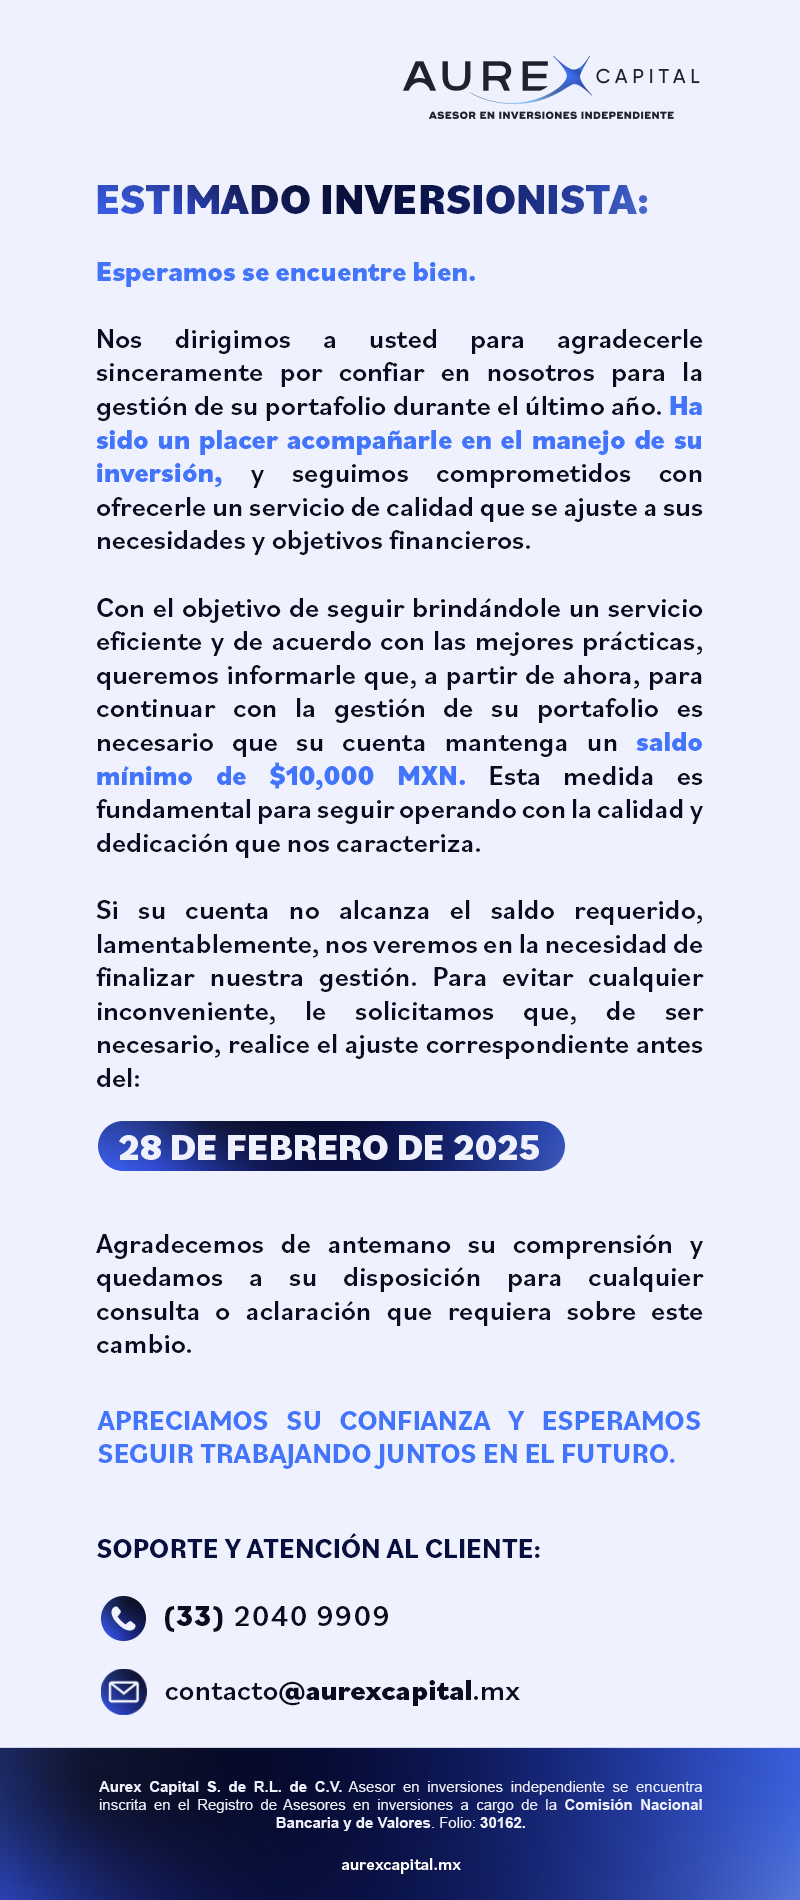 AUREX CAPITAL
ASESOR EN INVERSIONES INDEPENDIENTE
ESTIMADO INVERSIONISTA:
Esperamos se encuentre bien.
Nos dirigimos a usted para agradecerle
sinceramente por confiar en nosotros para la
gestión de su portafolio durante el último año. Ha
sido un placer acompañarle en el manejo de su
inversión, y seguimos comprometidos con
ofrecerle un servicio de calidad que se ajuste a sus
necesidades y objetivos financieros.
Con el objetivo de seguir brindándole un servicio
eficiente y de acuerdo con las mejores prácticas,
queremos informarle que, a partir de ahora, para
continuar con la gestión de su portafolio es
necesario que su cuenta mantenga un saldo
mínimo de $10,000 MXN. Esta medida es
fundamental para seguir operando con la calidad y
dedicación que nos caracteriza.
Si su cuenta no alcanza el saldo requerido,
lamentablemente, nos veremos en la necesidad de
finalizar nuestra gestión. Para evitar cualquier
inconveniente, le solicitamos que, de ser
necesario, realice el ajuste correspondiente antes
del:
28 DE FEBRERO DE 2025
Agradecemos de antemano su comprensión y
quedamos a su disposición para cualquier
consulta o aclaración que requiera sobre este
cambio.
APRECIAMOS SU CONFIANZA Y ESPERAMOS
SEGUIR TRABAJANDO JUNTOS EN EL FUTURO.
SOPORTE Y ATENCIÓN AL CLIENTE:
(33) 2040 9909
contacto@aurexcapital.mx
Aurex Capital S. de R.L. de C.V. Asesor en inversiones independiente se encuentra
inscrita en el Registro de Asesores en inversiones a cargo de la Comisión Nacional
Bancaria y de Valores. Folio: 30162.
aurexcapital.mx